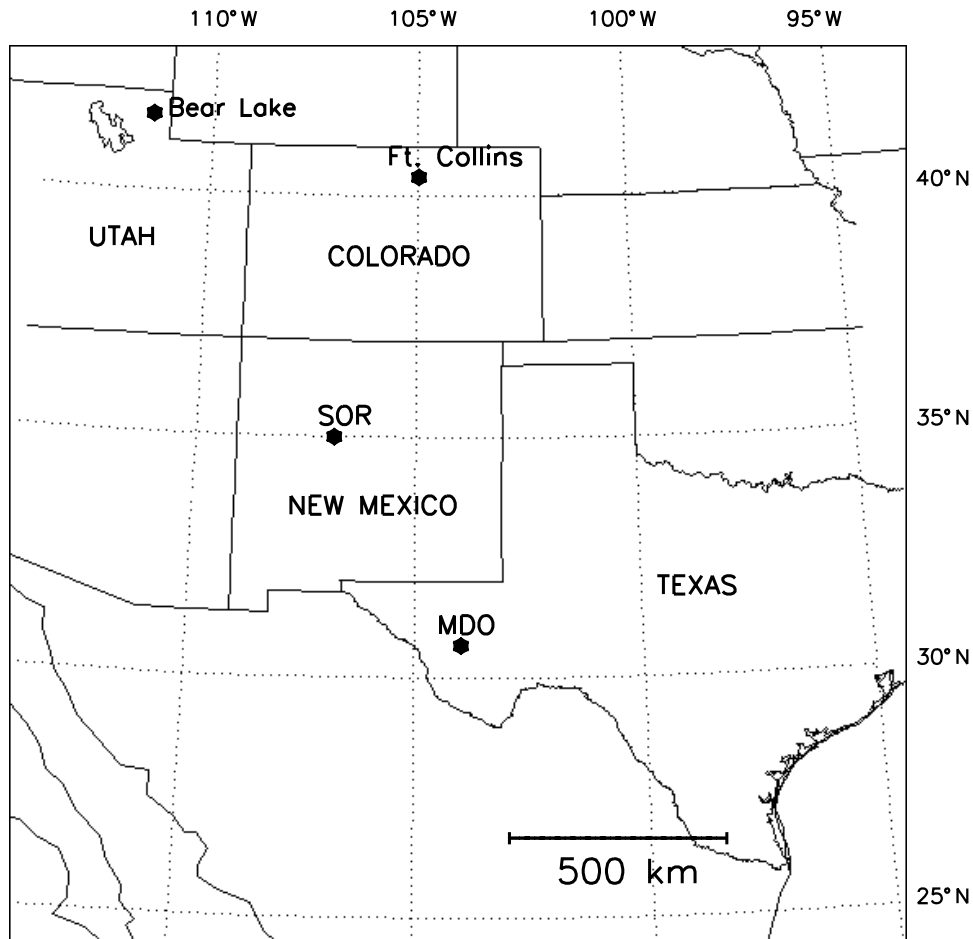 110°W 105°W 100°W 95°W
Bear Lake
Ft. Collins
40°N
UTAH
COLORADO
SOR
35°N
NEW MEXICO
TEXAS
MDO
30°N
500 km
25°N